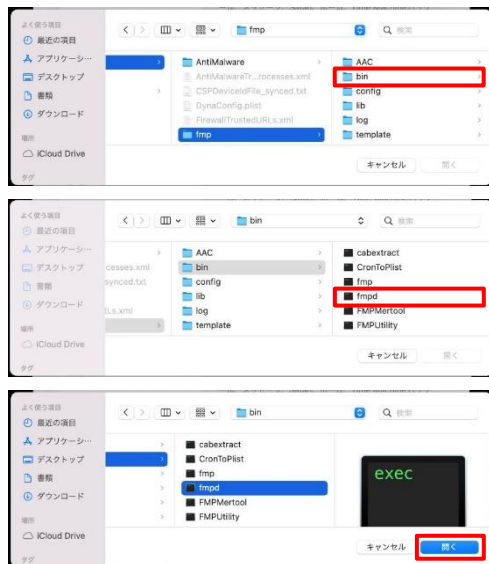 よく使う項目
最近の項目
アプリケーシ…
デスクトップ
書類
ダウンロード
場所
iCloud Drive
タグ
fmp
検索
AntiMalware
AntiMalwareTr...rocesses.xml
CSPDeviceIdFile_synced.txt
DynaConfig.plist
FirewallTrustedURLs.xml
fmp
AAC
bin
config
lib
log
template
キャンセル
開く
よく使う項目
最近の項目
アプリケーシ…
デスクトップ
書類
ダウンロード
場所
iCloud Drive
タグ
bin
検索
cesses.xml
synced.txt
RLs.xml
AAC
bin
config
lib
log
template
cabextract
CronToPlist
fmp
fmpd
FMPMertool
FMPUtility
キャンセル
開く
よく使う項目
最近の項目
アプリケーシ…
デスクトップ
書類
ダウンロード
場所
iCloud Drive
タグ
bin
検索
cabextract
CronToPlist
fmp
fmpd
FMPMertool
FMPUtility
exec
キャンセル
開く